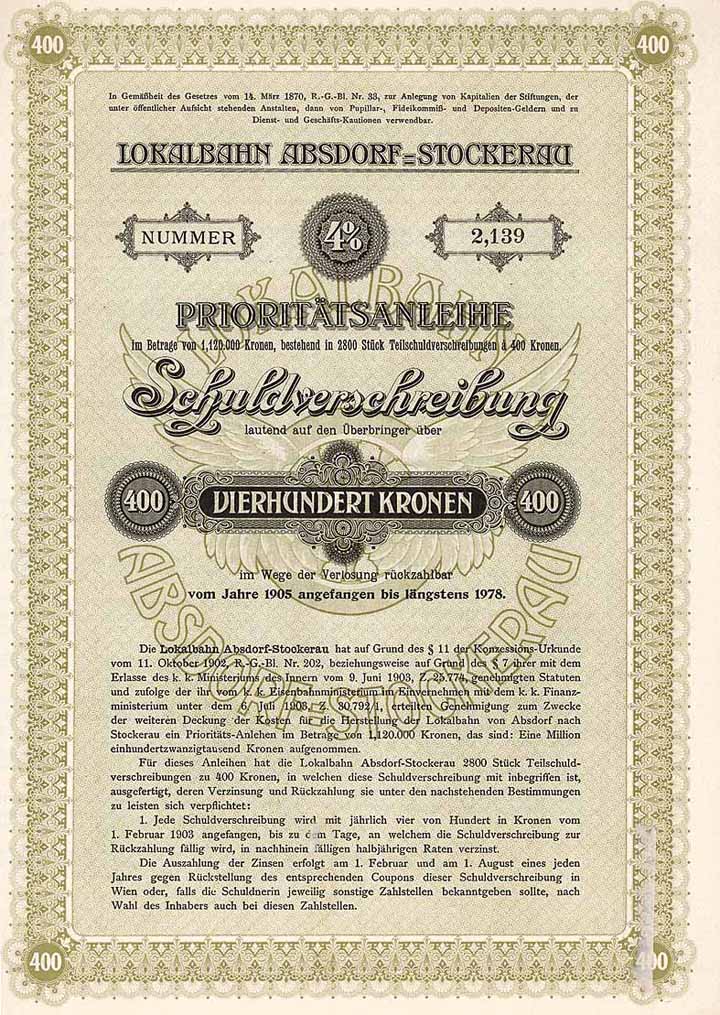 400 400
In Gemäßheit des Gesetzes vom 14. März 1870, R.-G.-Bl. Nr. 33, zur Anlegung von Kapitalien der Stiftungen, der
unter öffentlicher Aufsicht stehenden Anstalten, dann von Pupillar-, Fideikommiß- und Depositen-Geldern und zu
Dienst- und Geschäfts-Kautionen verwendbar.
LOKALBAHN ABSDORF=STOCKERAU
NUMMER 4% 2,139
LOKALBAHN
PRIORITÄTSANLEIHE
im Betrage von 1,120.000 Kronen, bestehend in 2800 Stück Teilschuldverschreibungen à 400 Kronen.
Schuldverschreibung
lautend auf den Überbringer über
400 VIERHUNDERT KRONEN 400
im Wege der Verlosung rückzahlbar
vom Jahre 1905 angefangen bis längstens 1978.
ABSDORF=STOCKERAU
Die Lokalbahn Absdorf-Stockerau hat auf Grund des § 11 der Konzessions-Urkunde
vom 11. Oktober 1902, R.-G.-Bl. Nr. 202, beziehungsweise auf Grund des § 7 ihrer mit dem
Erlasse des k. k. Ministeriums des Innern vom 9. Juni 1903, Z. 25.774, genehmigten Statuten
und zufolge der ihr vom k. k. Eisenbahnministerium im Einvernehmen mit dem k. k. Finanz-
ministerium unter dem 6. Juli 1903, Z. 30.792/1, erteilten Genehmigung zum Zwecke
der weiteren Deckung der Kosten für die Herstellung der Lokalbahn von Absdorf nach
Stockerau ein Prioritäts-Anlehen im Betrage von 1,120.000 Kronen, das sind: Eine Million
einhundertzwanzigtausend Kronen aufgenommen.
Für dieses Anleihen hat die Lokalbahn Absdorf-Stockerau 2800 Stück Teilschuld-
verschreibungen zu 400 Kronen, in welchen diese Schuldverschreibung mit inbegriffen ist,
ausgefertigt, deren Verzinsung und Rückzahlung sie unter den nachstehenden Bestimmungen
zu leisten sich verpflichtet:
1. Jede Schuldverschreibung wird mit jährlich vier von Hundert in Kronen vom
1. Februar 1903 angefangen, bis zu dem Tage, an welchem die Schuldverschreibung zur
Rückzahlung fällig wird, in nachhinein fälligen halbjährigen Raten verzinst.
Die Auszahlung der Zinsen erfolgt am 1. Februar und am 1. August eines jeden
Jahres gegen Rückstellung des entsprechenden Coupons dieser Schuldverschreibung in
Wien oder, falls die Schuldnerin jeweilig sonstige Zahlstellen bekanntgeben sollte, nach
Wahl des Inhabers auch bei diesen Zahlstellen.
400 400